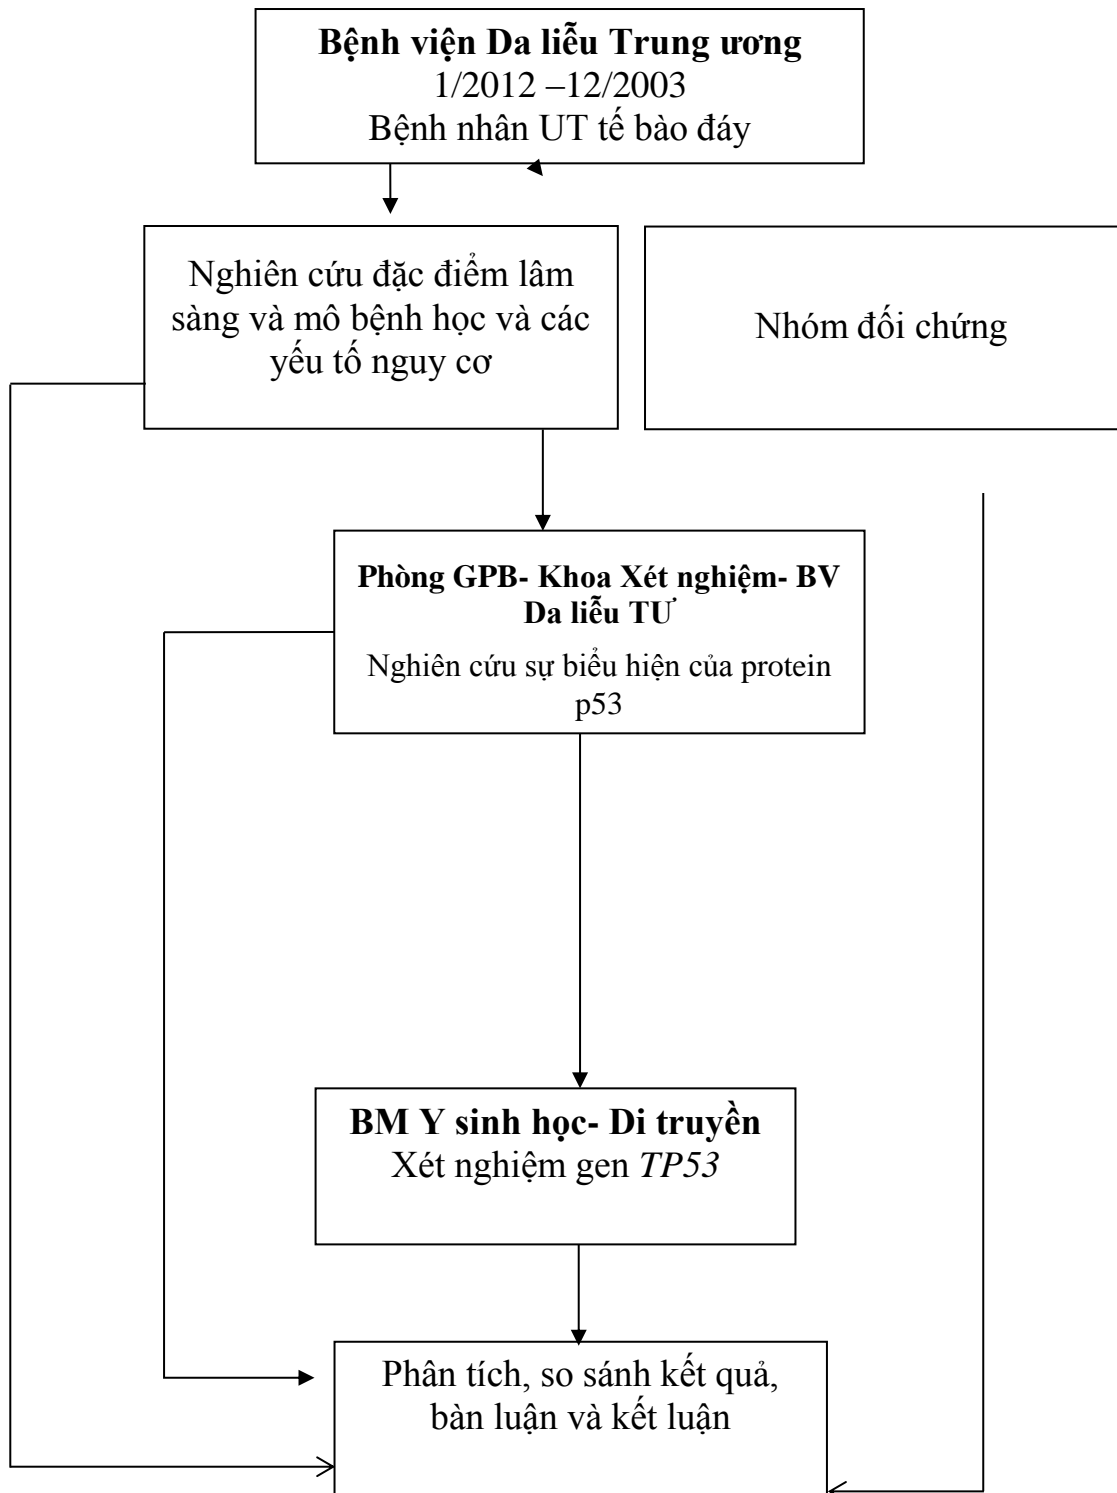 Bệnh viện Da liễu Trung ương
1/2012 –12/2003
Bệnh nhân UT tế bào đáy
Nghiên cứu đặc điểm lâm
sàng và mô bệnh học và các
yếu tố nguy cơ
Nhóm đối chứng
Phòng GPB- Khoa Xét nghiệm- BV
Da liễu TƯ
Nghiên cứu sự biểu hiện của protein
p53
BM Y sinh học- Di truyền
Xét nghiệm gen TP53
Phân tích, so sánh kết quả,
bàn luận và kết luận